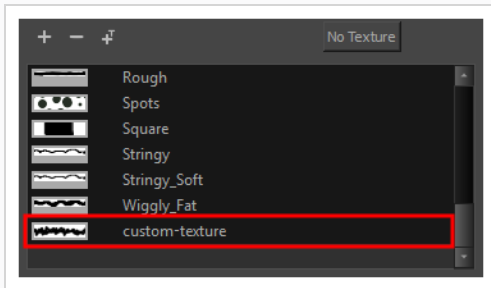 No Texture
Rough
Spots
Square
Stringy
Stringy_Soft
Wiggly_Fat
custom-texture